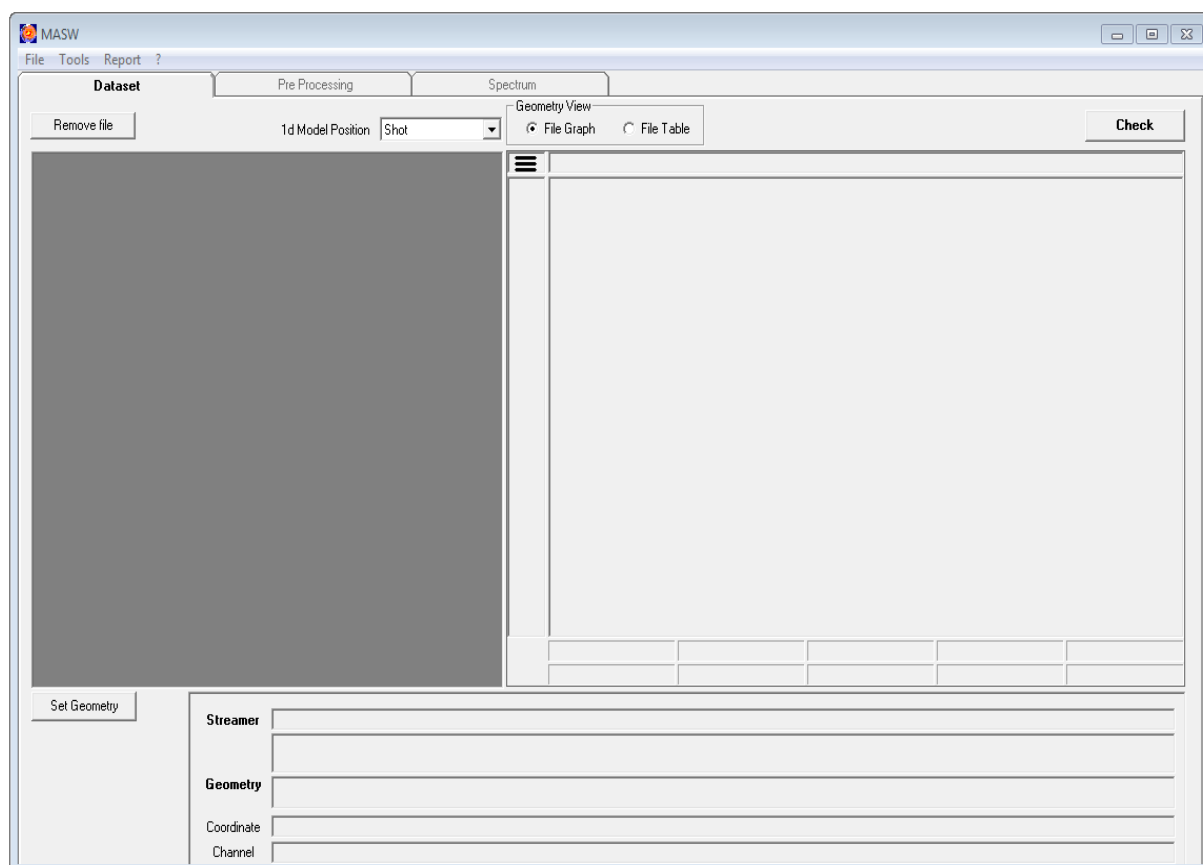 MASW
File Tools Report ?
Dataset Pre Processing Spectrum
Remove file
1d Model Position Shot
Geometry View
File Graph File Table
Check
Set Geometry
Streamer
Geometry
Coordinate
Channel